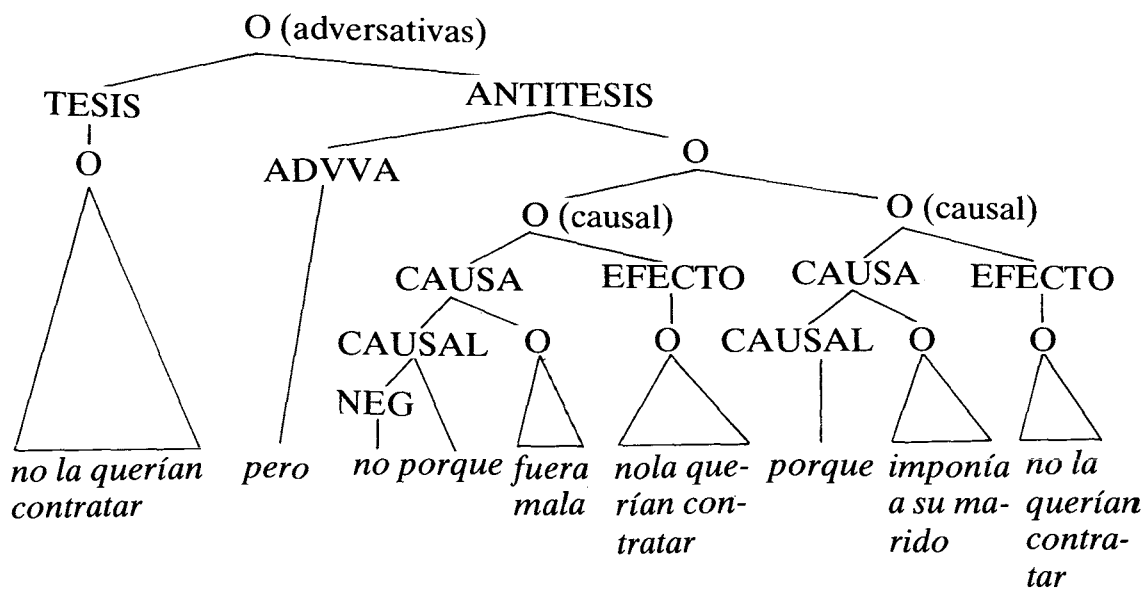 O (adversativas)
TESIS ANTITESIS
O ADVVA O
O (causal) O (causal)
CAUSA EFECTO CAUSA EFECTO
CAUSAL O O CAUSAL O O
NEG
no la querían pero no porque fuera nola que- porque imponía no la
contratar mala rían con- a su ma- querían
tratar rido contra-
tar